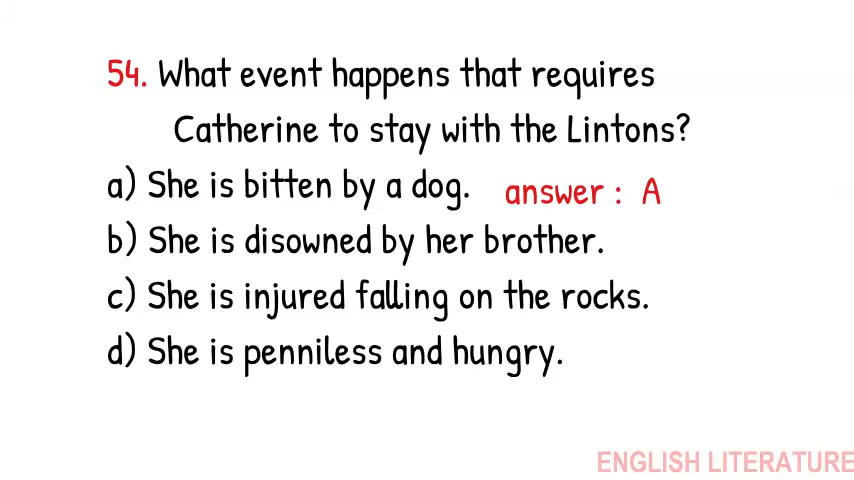 54. What event happens that requires
Catherine to stay with the Lintons?
a) She is bitten by a dog. answer : A
b) She is disowned by her brother.
c) She is injured falling on the rocks.
d) She is penniless and hungry.
ENGLISH LITERATURE